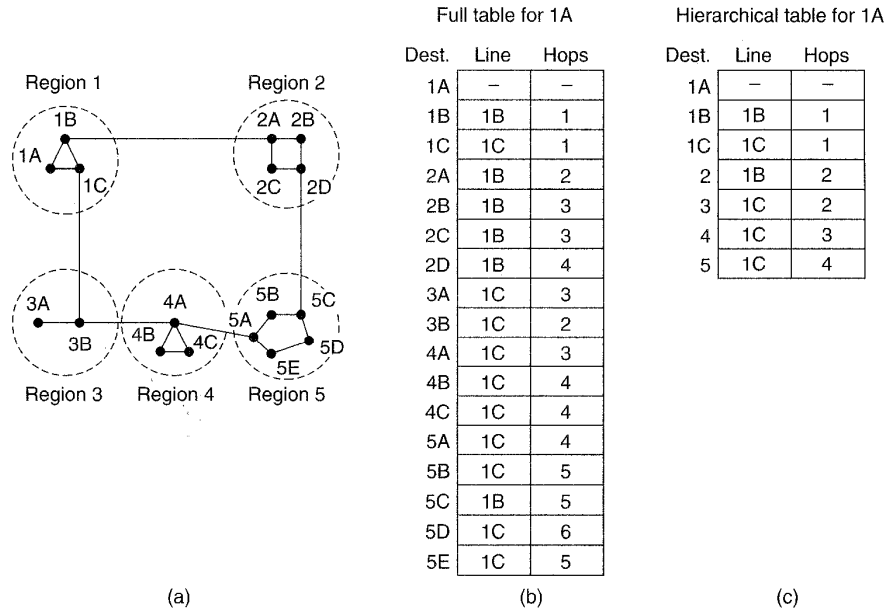 Full table for 1A
Hierarchical table for 1A
Dest. Line Hops
1A – –
1B 1B 1
1C 1C 1
2A 1B 2
2B 1B 3
2C 1B 3
2D 1B 4
3A 1C 3
3B 1C 2
4A 1C 3
4B 1C 4
4C 1C 4
5A 1C 4
5B 1C 5
5C 1B 5
5D 1C 6
5E 1C 5
Dest. Line Hops
1A – –
1B 1B 1
1C 1C 1
2 1B 2
3 1C 2
4 1C 3
5 1C 4
Region 1
Region 2
1B
2A 2B
1A
1C
2C
2D
3A
4A
5B
5C
5A
3B
4B
4C
5D
5E
Region 3
Region 4
Region 5
(a)
(b)
(c)